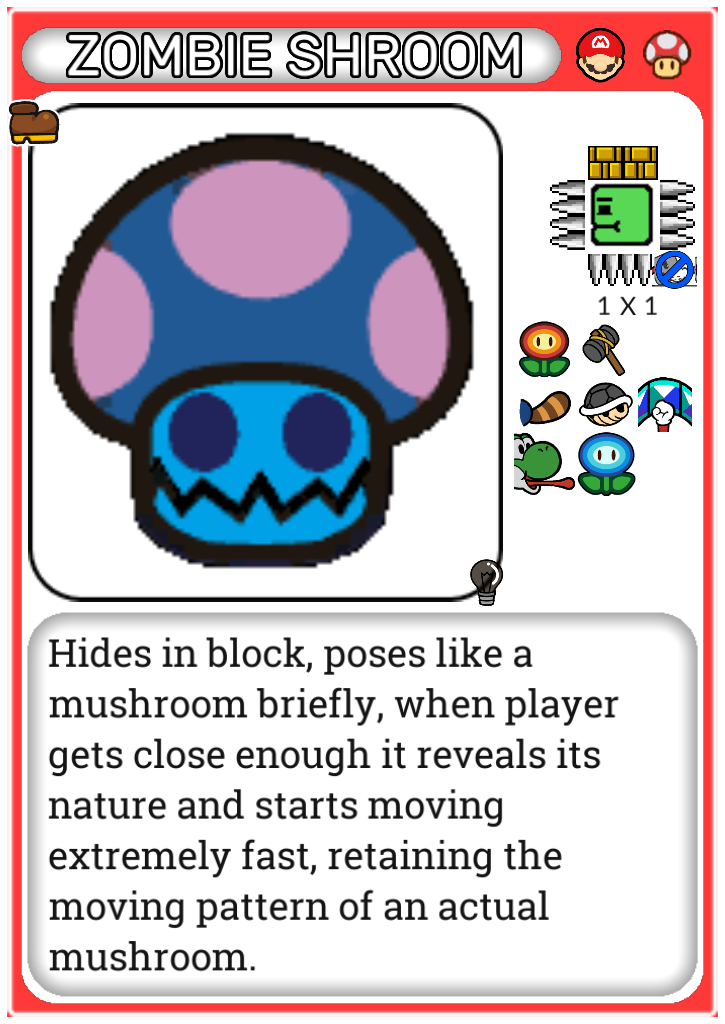 ZOMBIE SHROOM
1 X 1
Hides in block, poses like a
mushroom briefly, when player
gets close enough it reveals its
nature and starts moving
extremely fast, retaining the
moving pattern of an actual
mushroom.